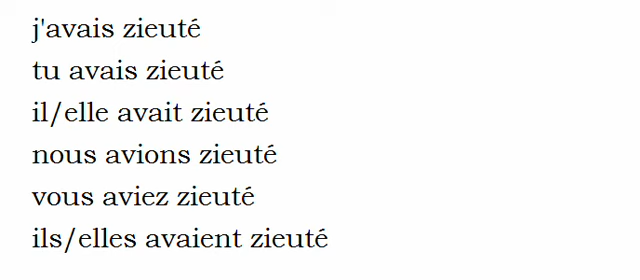 j'avais zieuté
tu avais zieuté
il/elle avait zieuté
nous avions zieuté
vous aviez zieuté
ils/elles avaient zieuté